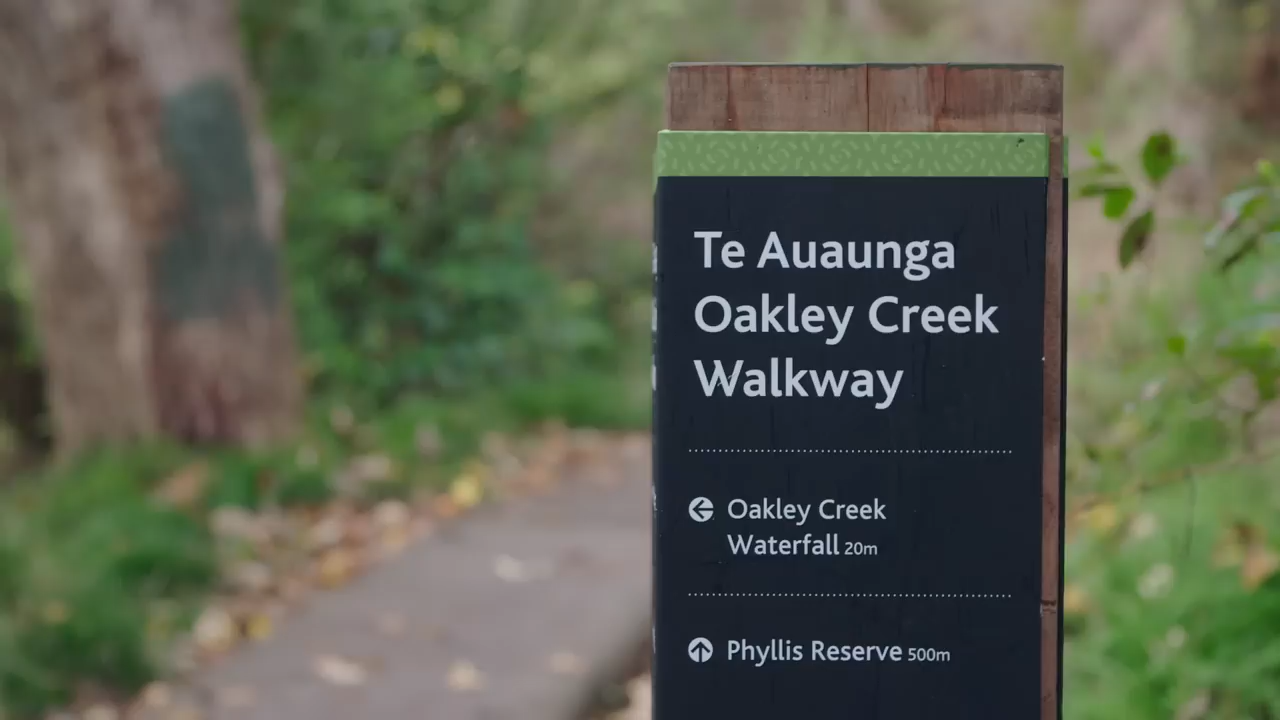 Te Auaunga
Oakley Creek
Walkway
Oakley Creek
Waterfall 20m
Phyllis Reserve 500m